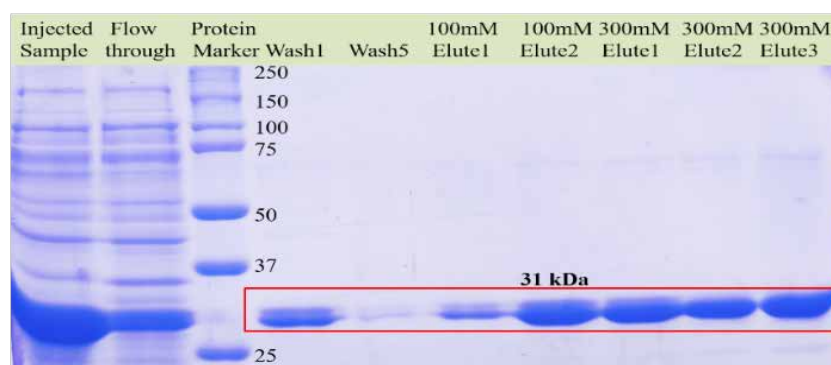 Injected Flow Protein 100mM 100mM 300mM 300mM 300mM
Sample through Marker Wash1 Wash5 Elute1 Elute2 Elute1 Elute2 Elute3
250
150
100
75
50
37
31 kDa
25